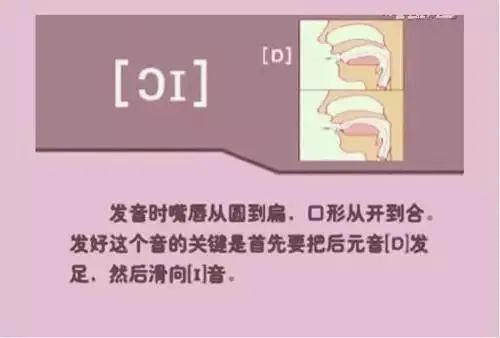 [ɔɪ]
[ɒ]
发音时嘴唇从圆到扁，口形从开到合。
发好这个音的关键是首先要把后元音[ɒ]发
足，然后滑向[ɪ]音。